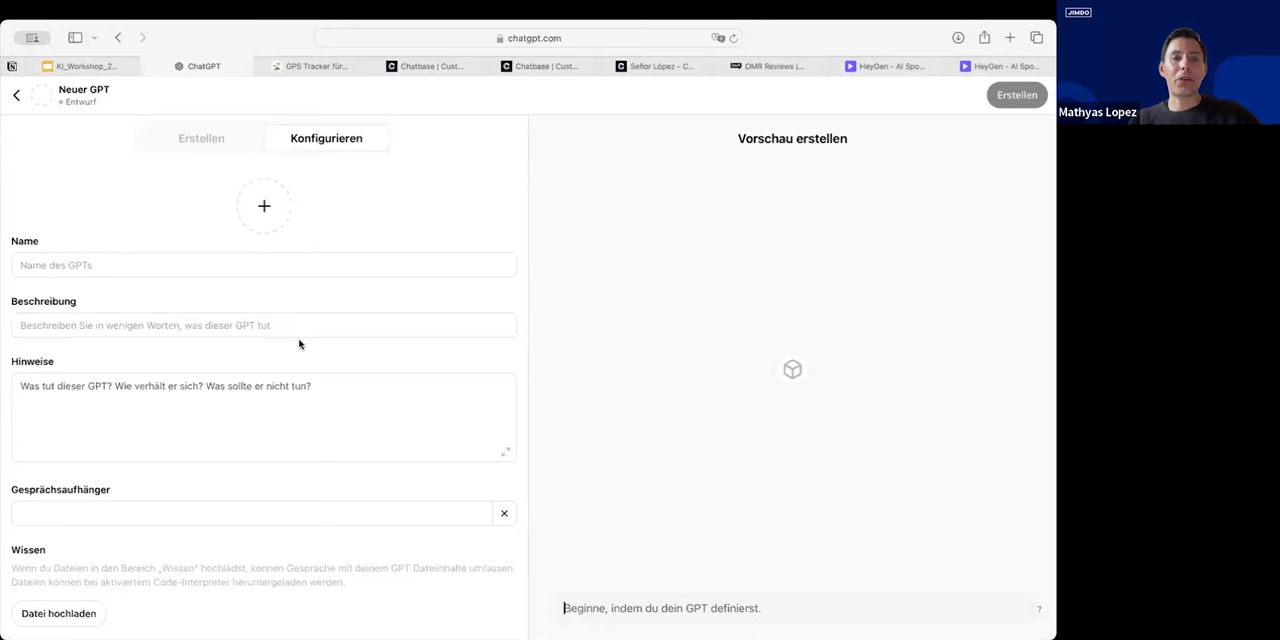 chatgpt.com
KI_Workshop_2...
ChatGPT
GPS Tracker für...
Chatbase | Cust...
Chatbase | Cust...
Señor López - C...
OMR Reviews |...
HeyGen - AI Spo...
HeyGen - AI Spo...
JIMDO
Mathyas Lopez
Neuer GPT
Entwurf
Erstellen
Erstellen
Konfigurieren
Vorschau erstellen
Name
Name des GPTs
Beschreibung
Beschreiben Sie in wenigen Worten, was dieser GPT tut
Hinweise
Was tut dieser GPT? Wie verhält er sich? Was sollte er nicht tun?
Gesprächsaufhänger
Wissen
Wenn du Dateien in den Bereich „Wissen" hochlädst, können Gespräche mit deinem GPT Dateiinhalte umfassen.
Dateien können bei aktiviertem Code-Interpreter heruntergeladen werden.
Datei hochladen
Beginne, indem du dein GPT definierst.
?